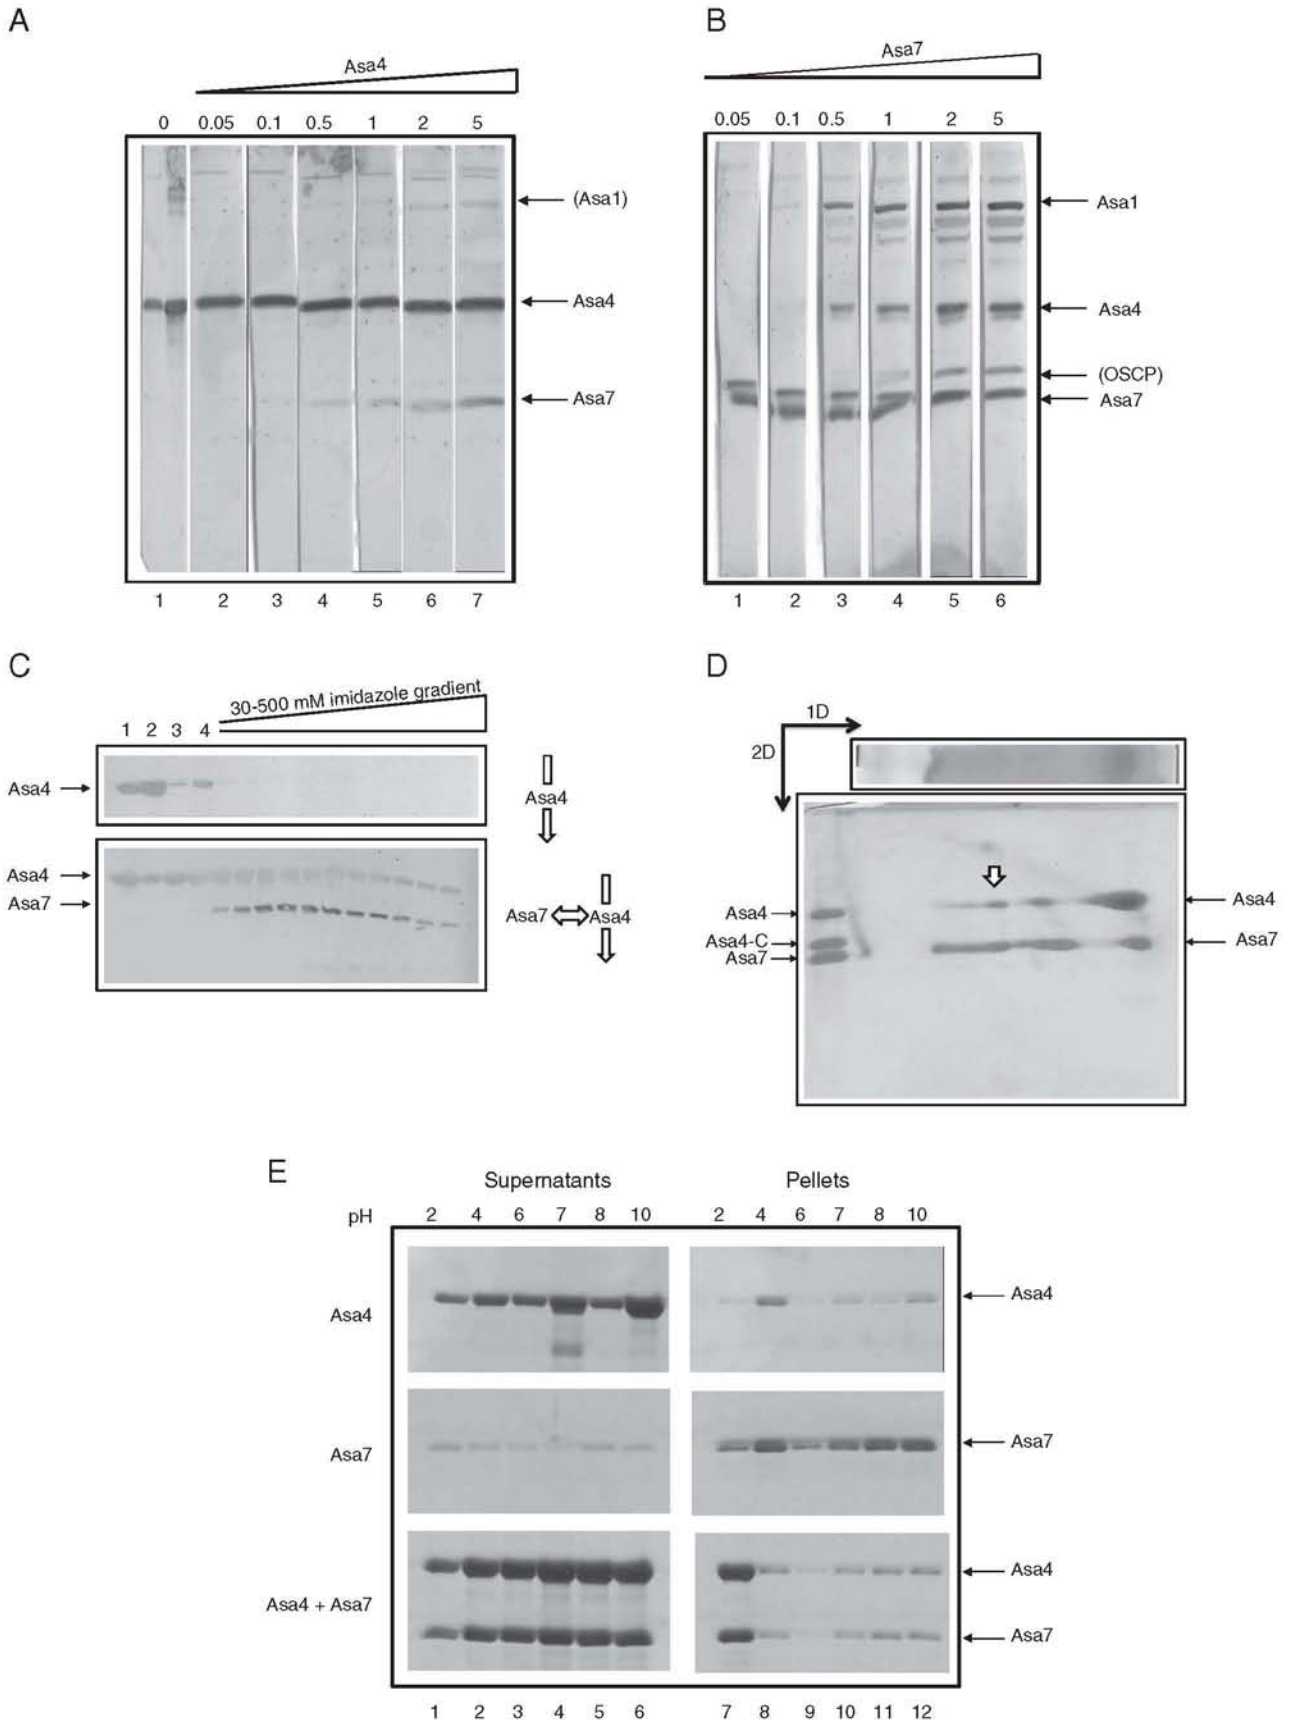 A
Asa4
0 0.05 0.1 0.5 1 2 5
(Asa1)
Asa4
Asa7
1 2 3 4 5 6 7
B
Asa7
0.05 0.1 0.5 1 2 5
Asa1
Asa4
(OSCP)
Asa7
1 2 3 4 5 6
C
30-500 mM imidazole gradient
1 2 3 4
Asa4
Asa4
Asa4
Asa7
Asa7 Asa4
D
1D
2D
Asa4
Asa4-C
Asa7
Asa4
Asa7
E
Supernatants Pellets
pH 2 4 6 7 8 10 2 4 6 7 8 10
Asa4 Asa4
Asa7 Asa7
Asa4 + Asa7
Asa4
Asa7
1 2 3 4 5 6 7 8 9 10 11 12